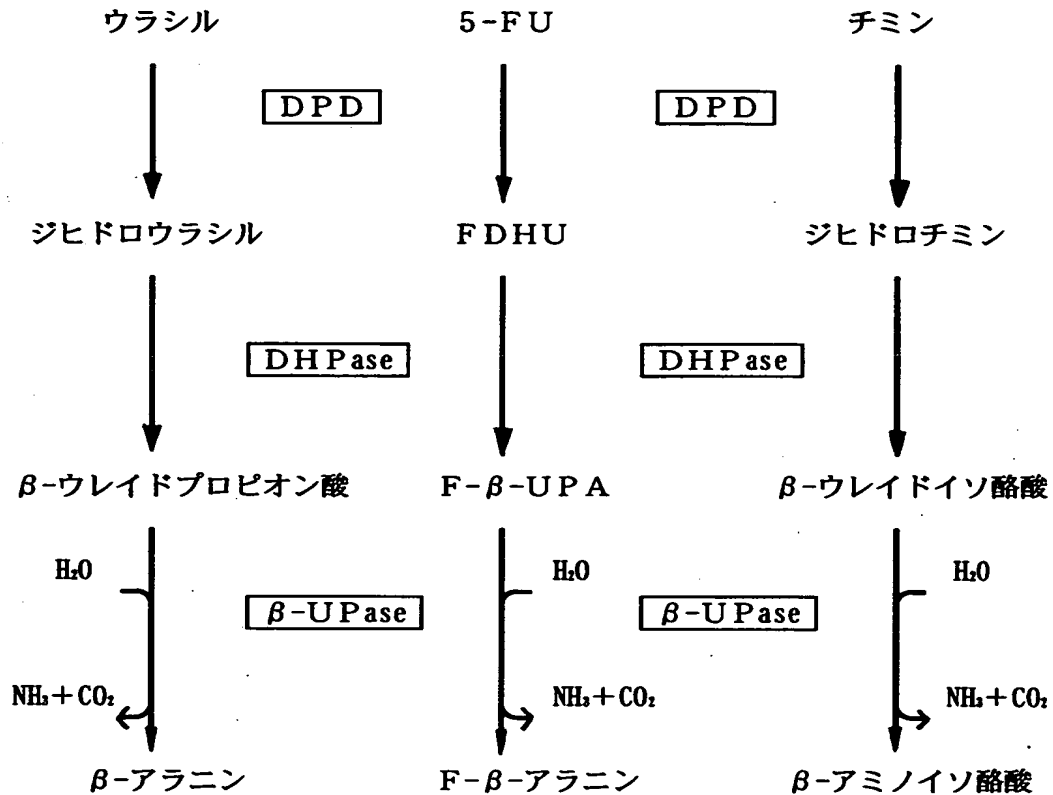 ウラシル 5-FU チミン
DPD DPD
ジヒドロウラシル FDHU ジヒドロチミン
DHPase DHPase
β-ウレイドプロピオン酸 F-β-UPA β-ウレイドイソ酪酸
H₂O H₂O H₂O
β-UPase β-UPase
NH₃+CO₂ NH₃+CO₂ NH₃+CO₂
β-アラニン F-β-アラニン β-アミノイソ酪酸